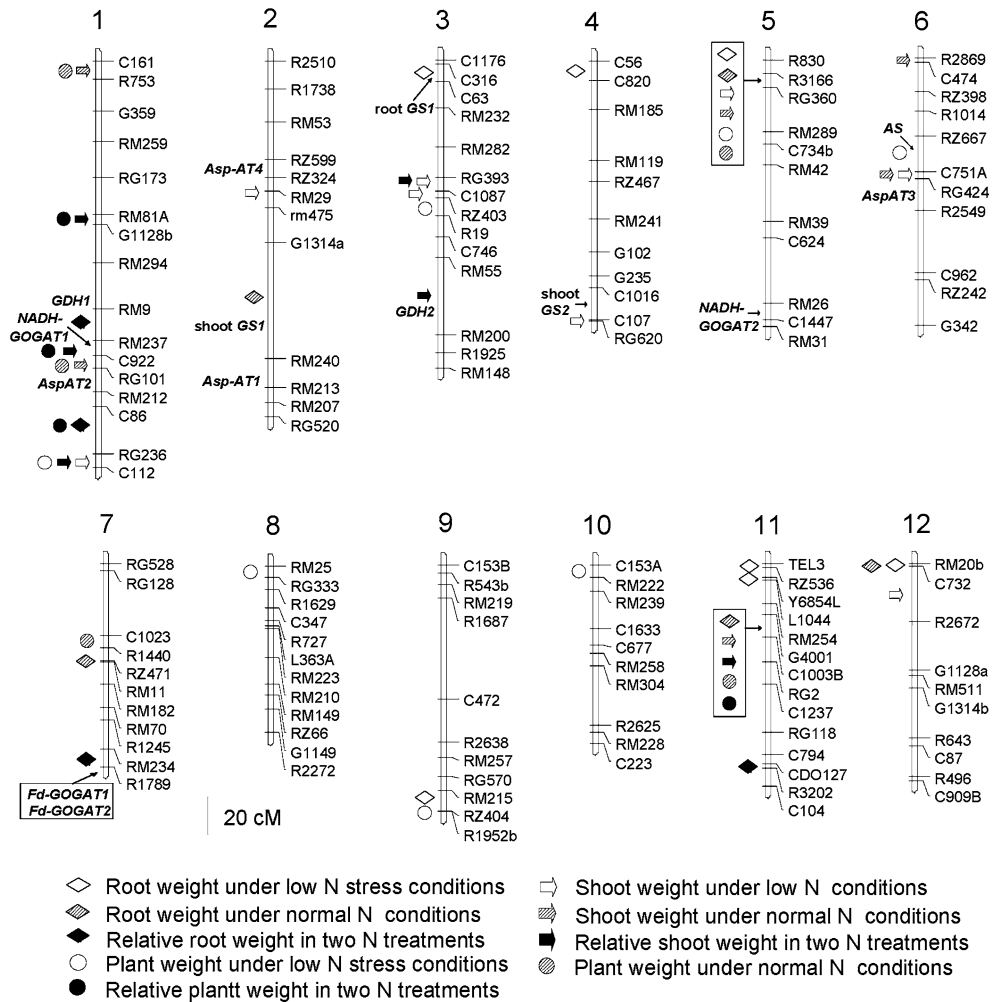 1
C161
R753
G359
RM259
RG173
RM81A
G1128b
RM294
GDH1
RM9
NADH-
GOGAT1
RM237
C922
AspAT2
RG101
RM212
C86
RG236
C112
2
R2510
R1738
RM53
RZ599
Asp-AT4
RZ324
RM29
rm475
G1314a
shoot GS1
RM240
Asp-AT1
RM213
RM207
RG520
3
C1176
C316
root GS1
C63
RM232
RM282
RG393
C1087
RZ403
R19
C746
RM55
GDH2
RM200
R1925
RM148
4
C56
C820
RM185
RM119
RZ467
RM241
G102
G235
shoot
GS2
C1016
C107
RG620
5
R830
R3166
RG360
RM289
C734b
RM42
RM39
C624
NADH-
GOGAT2
RM26
C1447
RM31
6
R2869
C474
RZ398
R1014
AS
RZ667
C751A
AspAT3
RG424
R2549
C962
RZ242
G342
7
RG528
RG128
C1023
R1440
RZ471
RM11
RM182
RM70
R1245
RM234
R1789
Fd-GOGAT1
Fd-GOGAT2
8
RM25
RG333
R1629
C347
R727
L363A
RM223
RM210
RM149
RZ66
G1149
R2272
20 cM
9
C153B
R543b
RM219
R1687
C472
R2638
RM257
RG570
RM215
RZ404
R1952b
10
C153A
RM222
RM239
C1633
C677
RM258
RM304
R2625
RM228
C223
11
TEL3
RZ536
Y6854L
L1044
RM254
G4001
C1003B
RG2
C1237
RG118
C794
CDO127
R3202
C104
12
RM20b
C732
R2672
G1128a
RM511
G1314b
R643
C87
R496
C909B
Root weight under low N stress conditions
Root weight under normal N conditions
Relative root weight in two N treatments
Plant weight under low N stress conditions
Relative plantt weight in two N treatments
Shoot weight under low N conditions
Shoot weight under normal N conditions
Relative shoot weight in two N treatments
Plant weight under normal N conditions